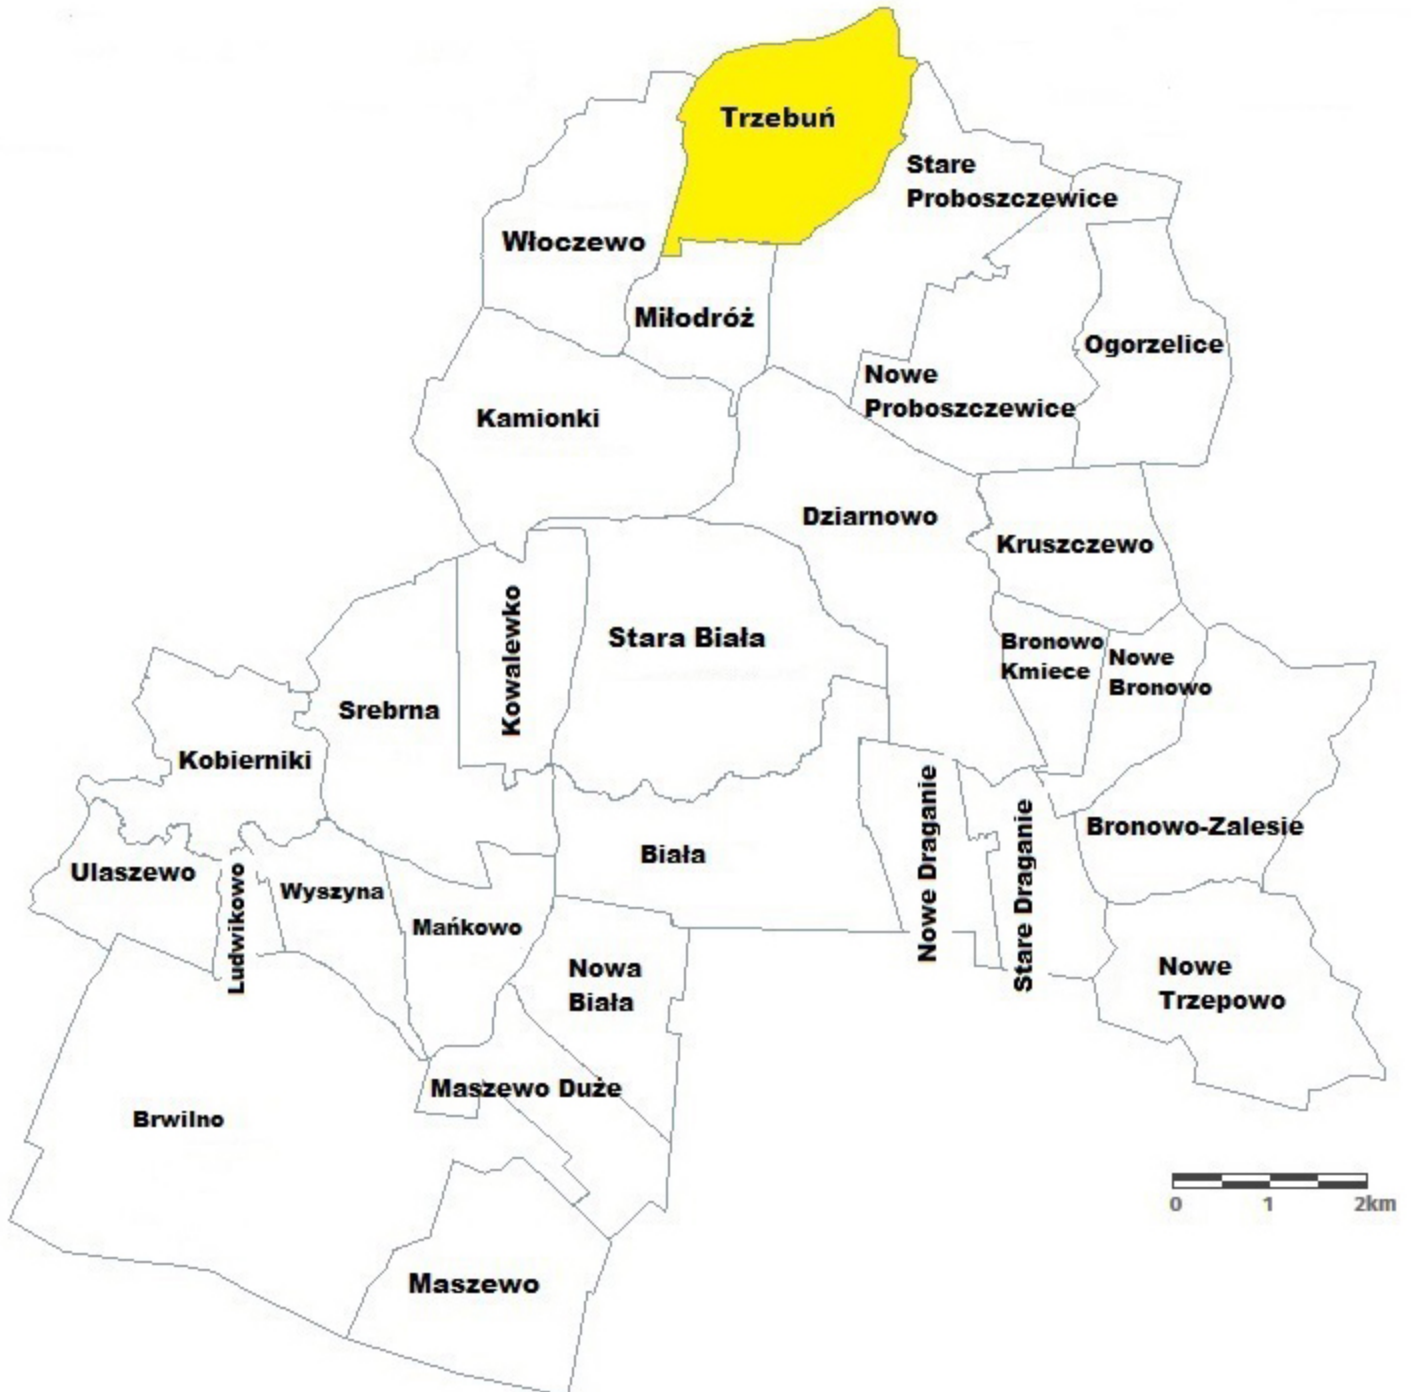 Trzebuń
Stare
Proboszczewice
Włoczewo
Miłodróż
Ogorzelice
Nowe
Proboszczewice
Kamionki
Dziarnowo
Kruszczewo
Kowalewko
Stara Biała
Bronowo
Kmiece
Nowe
Bronowo
Srebrna
Kobierniki
Nowe Draganie
Stare Draganie
Bronowo-Zalesie
Biała
Ulaszewo
Ludwikowo
Wyszyna
Mańkowo
Nowa
Biała
Nowe
Trzepowo
Maszewo Duże
Brwilno
0 1 2km
Maszewo